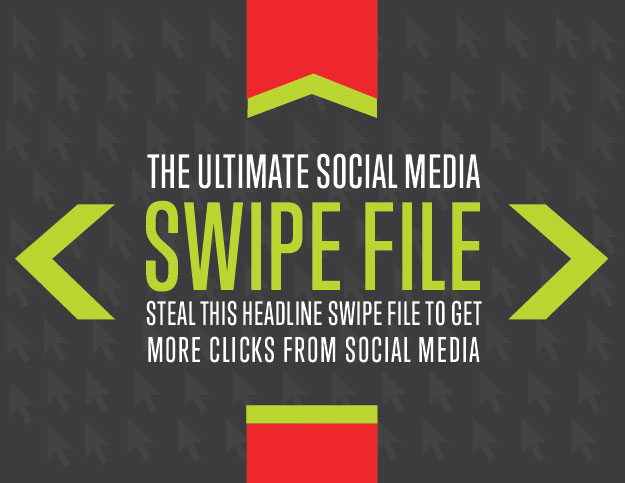 THE ULTIMATE SOCIAL MEDIA
SWIPE FILE
STEAL THIS HEADLINE SWIPE FILE TO GET
MORE CLICKS FROM SOCIAL MEDIA